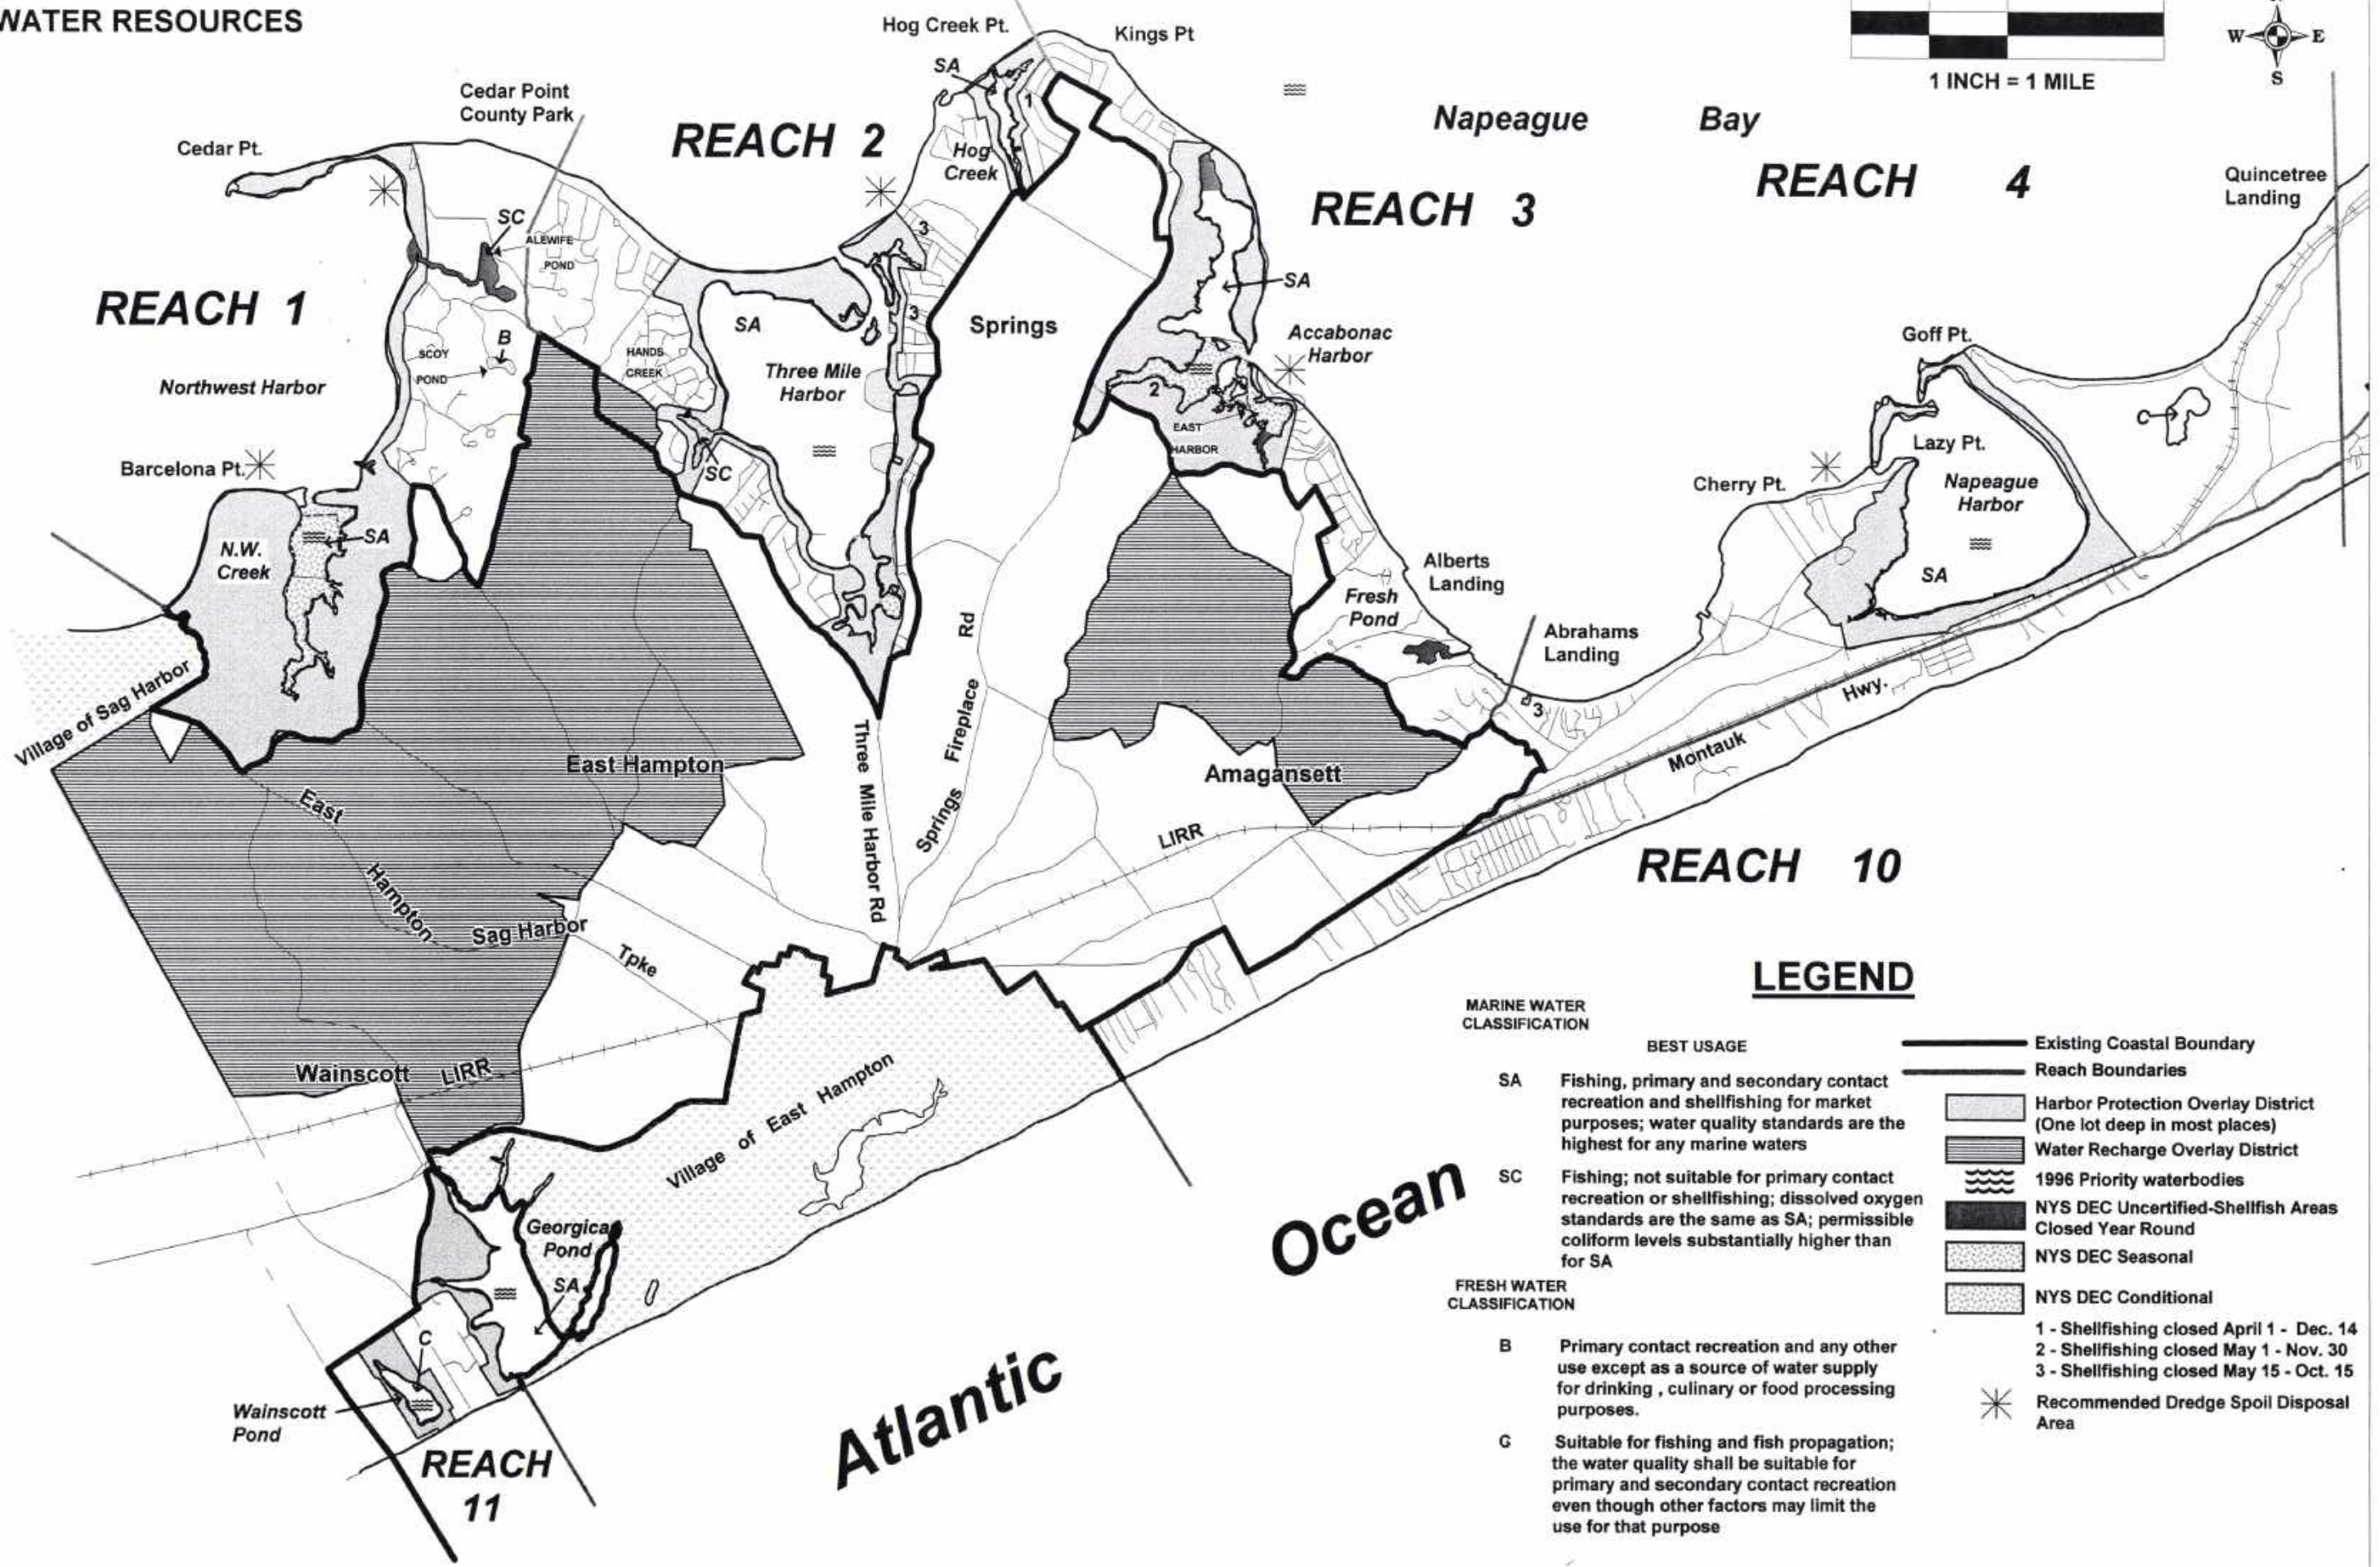 WATER RESOURCES
Hog Creek Pt.
Kings Pt
W
E
S
1 INCH = 1 MILE
Cedar Point
County Park
SA
1
Napeague Bay
Cedar Pt.
REACH 2
Hog
Creek
REACH 4
Quincetree
Landing
REACH 3
SC
ALEWIFE
POND
3
SA
REACH 1
3
SA
Springs
Accabonac
Harbor
Goff Pt.
B
SCOY
POND
HANDS
CREEK
Three Mile
Harbor
Northwest Harbor
2
C
EAST
HARBOR
Lazy Pt.
Barcelona Pt.
SC
Cherry Pt.
Napeague
Harbor
SA
N.W.
Creek
Alberts
Landing
SA
Fresh
Pond
Abrahams
Landing
Village of Sag Harbor
3
Hwy.
Montauk
Three Mile Harbor Rd
Springs Fireplace Rd
East Hampton
Amagansett
East
Hampton
Sag Harbor
Tpke
LIRR
REACH 10
Wainscott
LIRR
Village of East Hampton
Georgica
Pond
SA
C
Wainscott
Pond
REACH
11
Atlantic
Ocean
LEGEND
MARINE WATER
CLASSIFICATION
BEST USAGE
SA Fishing, primary and secondary contact
recreation and shellfishing for market
purposes; water quality standards are the
highest for any marine waters
SC Fishing; not suitable for primary contact
recreation or shellfishing; dissolved oxygen
standards are the same as SA; permissible
coliform levels substantially higher than
for SA
FRESH WATER
CLASSIFICATION
B Primary contact recreation and any other
use except as a source of water supply
for drinking , culinary or food processing
purposes.
C Suitable for fishing and fish propagation;
the water quality shall be suitable for
primary and secondary contact recreation
even though other factors may limit the
use for that purpose
Existing Coastal Boundary
Reach Boundaries
Harbor Protection Overlay District
(One lot deep in most places)
Water Recharge Overlay District
1996 Priority waterbodies
NYS DEC Uncertified-Shellfish Areas
Closed Year Round
NYS DEC Seasonal
NYS DEC Conditional
1 - Shellfishing closed April 1 - Dec. 14
2 - Shellfishing closed May 1 - Nov. 30
3 - Shellfishing closed May 15 - Oct. 15
Recommended Dredge Spoil Disposal
Area